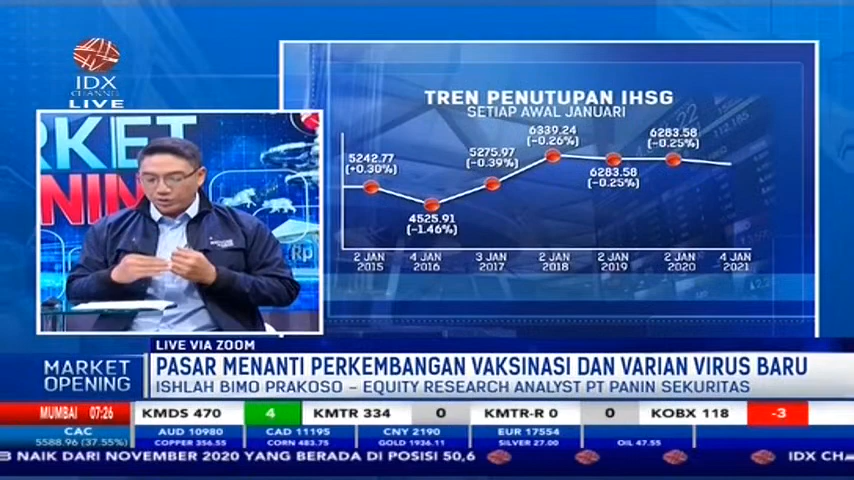 IDX
CHANNEL
LIVE
RKET
NING
Rp
TREN PENUTUPAN IHSG
SETIAP AWAL JANUARI
5242.77
(+0.30%)
4525.91
(-1.46%)
5275.97
(-0.39%)
6339.24
(-0.26%)
6283.58
(-0.25%)
6283.58
(-0.25%)
2 JAN
2015
4 JAN
2016
3 JAN
2017
2 JAN
2018
2 JAN
2019
2 JAN
2020
4 JAN
2021
LIVE VIA ZOOM
MARKET
OPENING
PASAR MENANTI PERKEMBANGAN VAKSINASI DAN VARIAN VIRUS BARU
ISHLAH BIMO PRAKOSO – EQUITY RESEARCH ANALYST PT PANIN SEKURITAS
MUMBAI 07:26 KMDS 470 4 KMTR 334 0 KMTR-R 0 0 KOBX 118 -3
CAC
5588.96 (37.55%)
AUD 10980 CAD 11195 CNY 2190 EUR 17554
COPPER 356.55 CORN 483.75 GOLD 1936.11 SILVER 27.00 OIL 47.55
B NAIK DARI NOVEMBER 2020 YANG BERADA DI POSISI 50,6 IDX CH